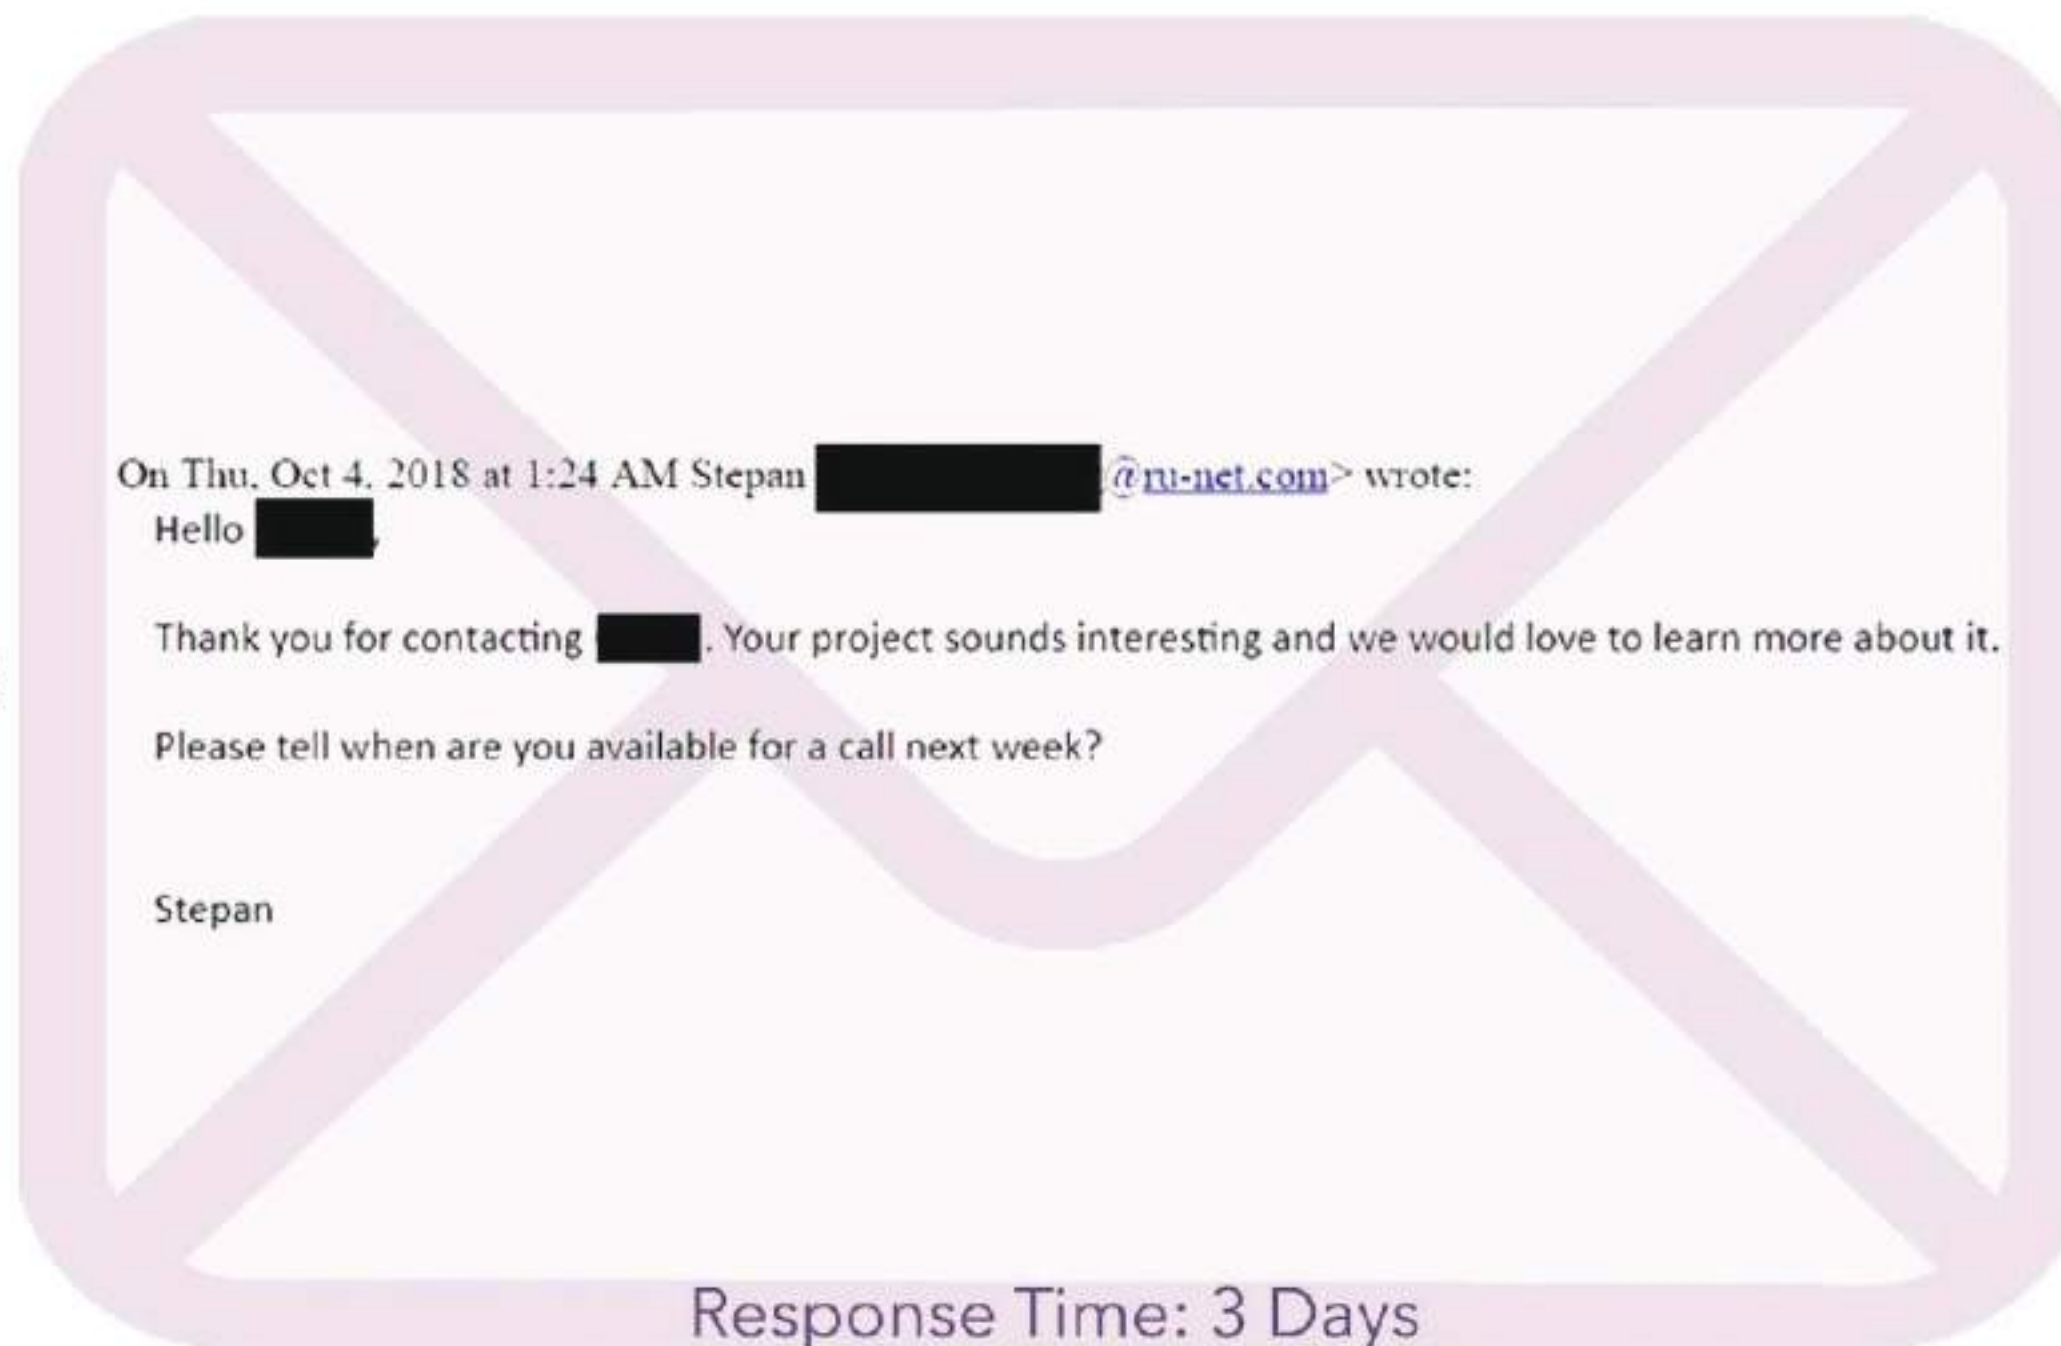 On Thu, Oct 4, 2018 at 1:24 AM Stepan @ru-net.com> wrote:
Hello ,
Thank you for contacting . Your project sounds interesting and we would love to learn more about it.
Please tell when are you available for a call next week?
Stepan
Response Time: 3 Days